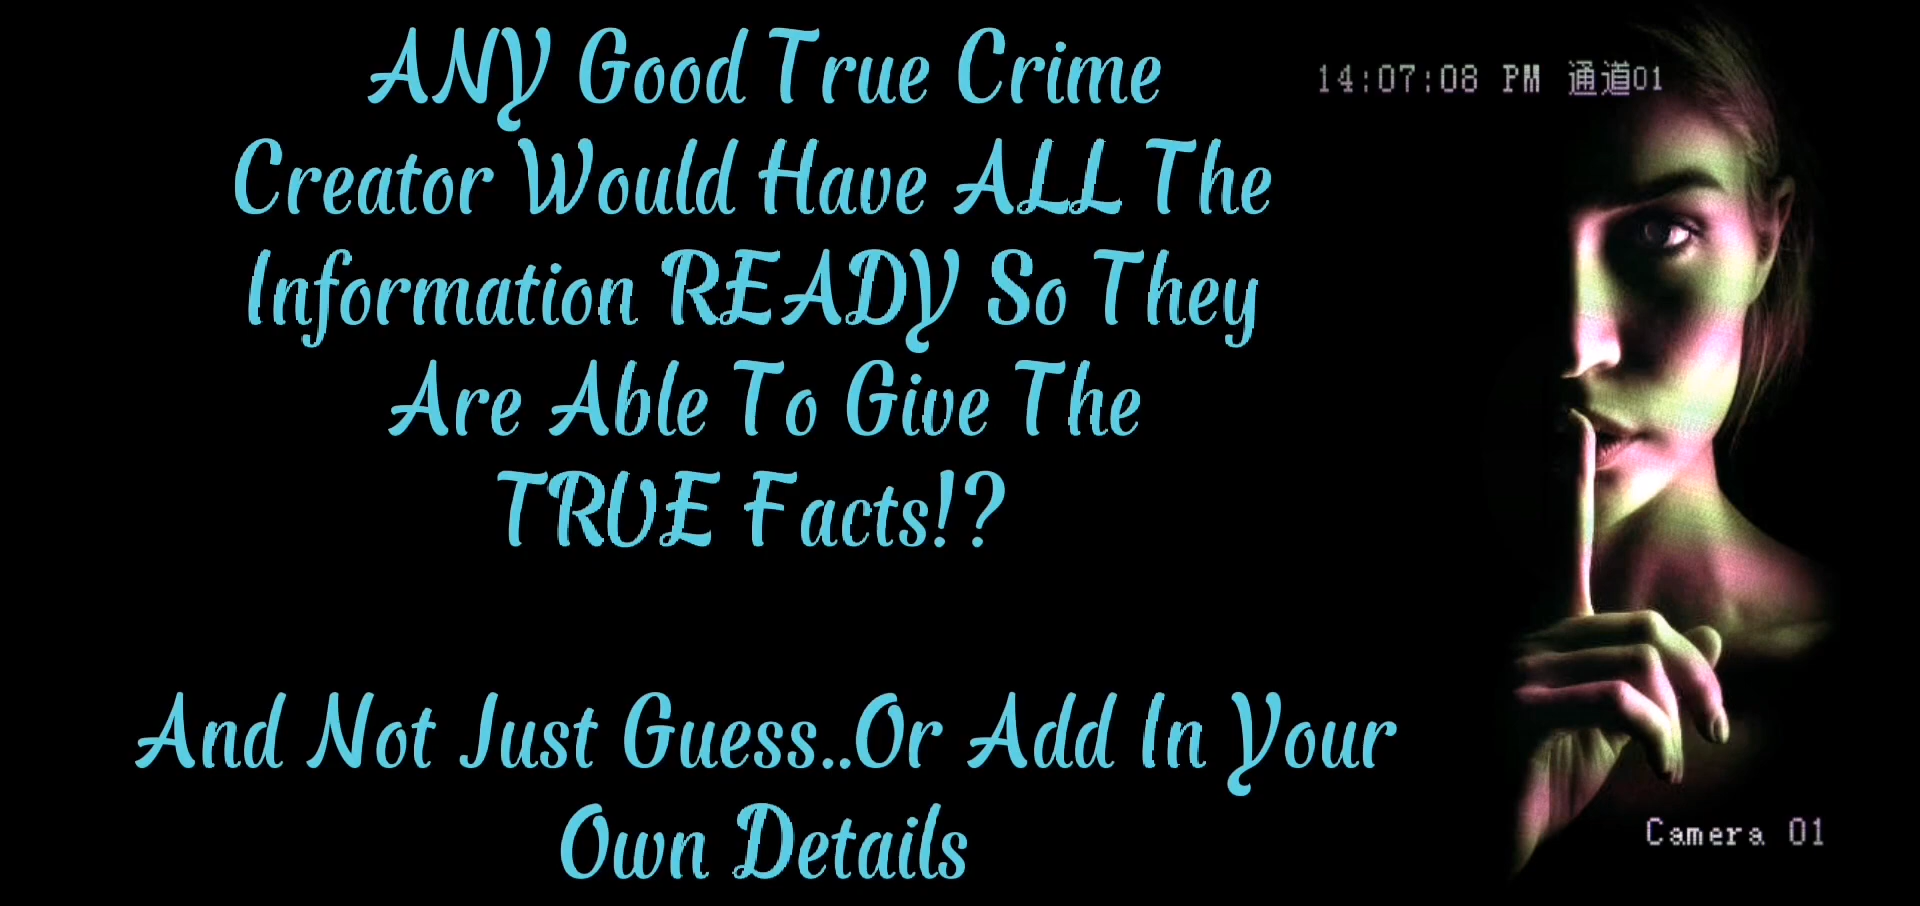 ANY Good True Crime
Creator Would Have ALL The
Information READY So They
Are Able To Give The
TRUE Facts!?
And Not Just Guess..Or Add In Your
Own Details
14:07:08 PM 通道01
Camera 01